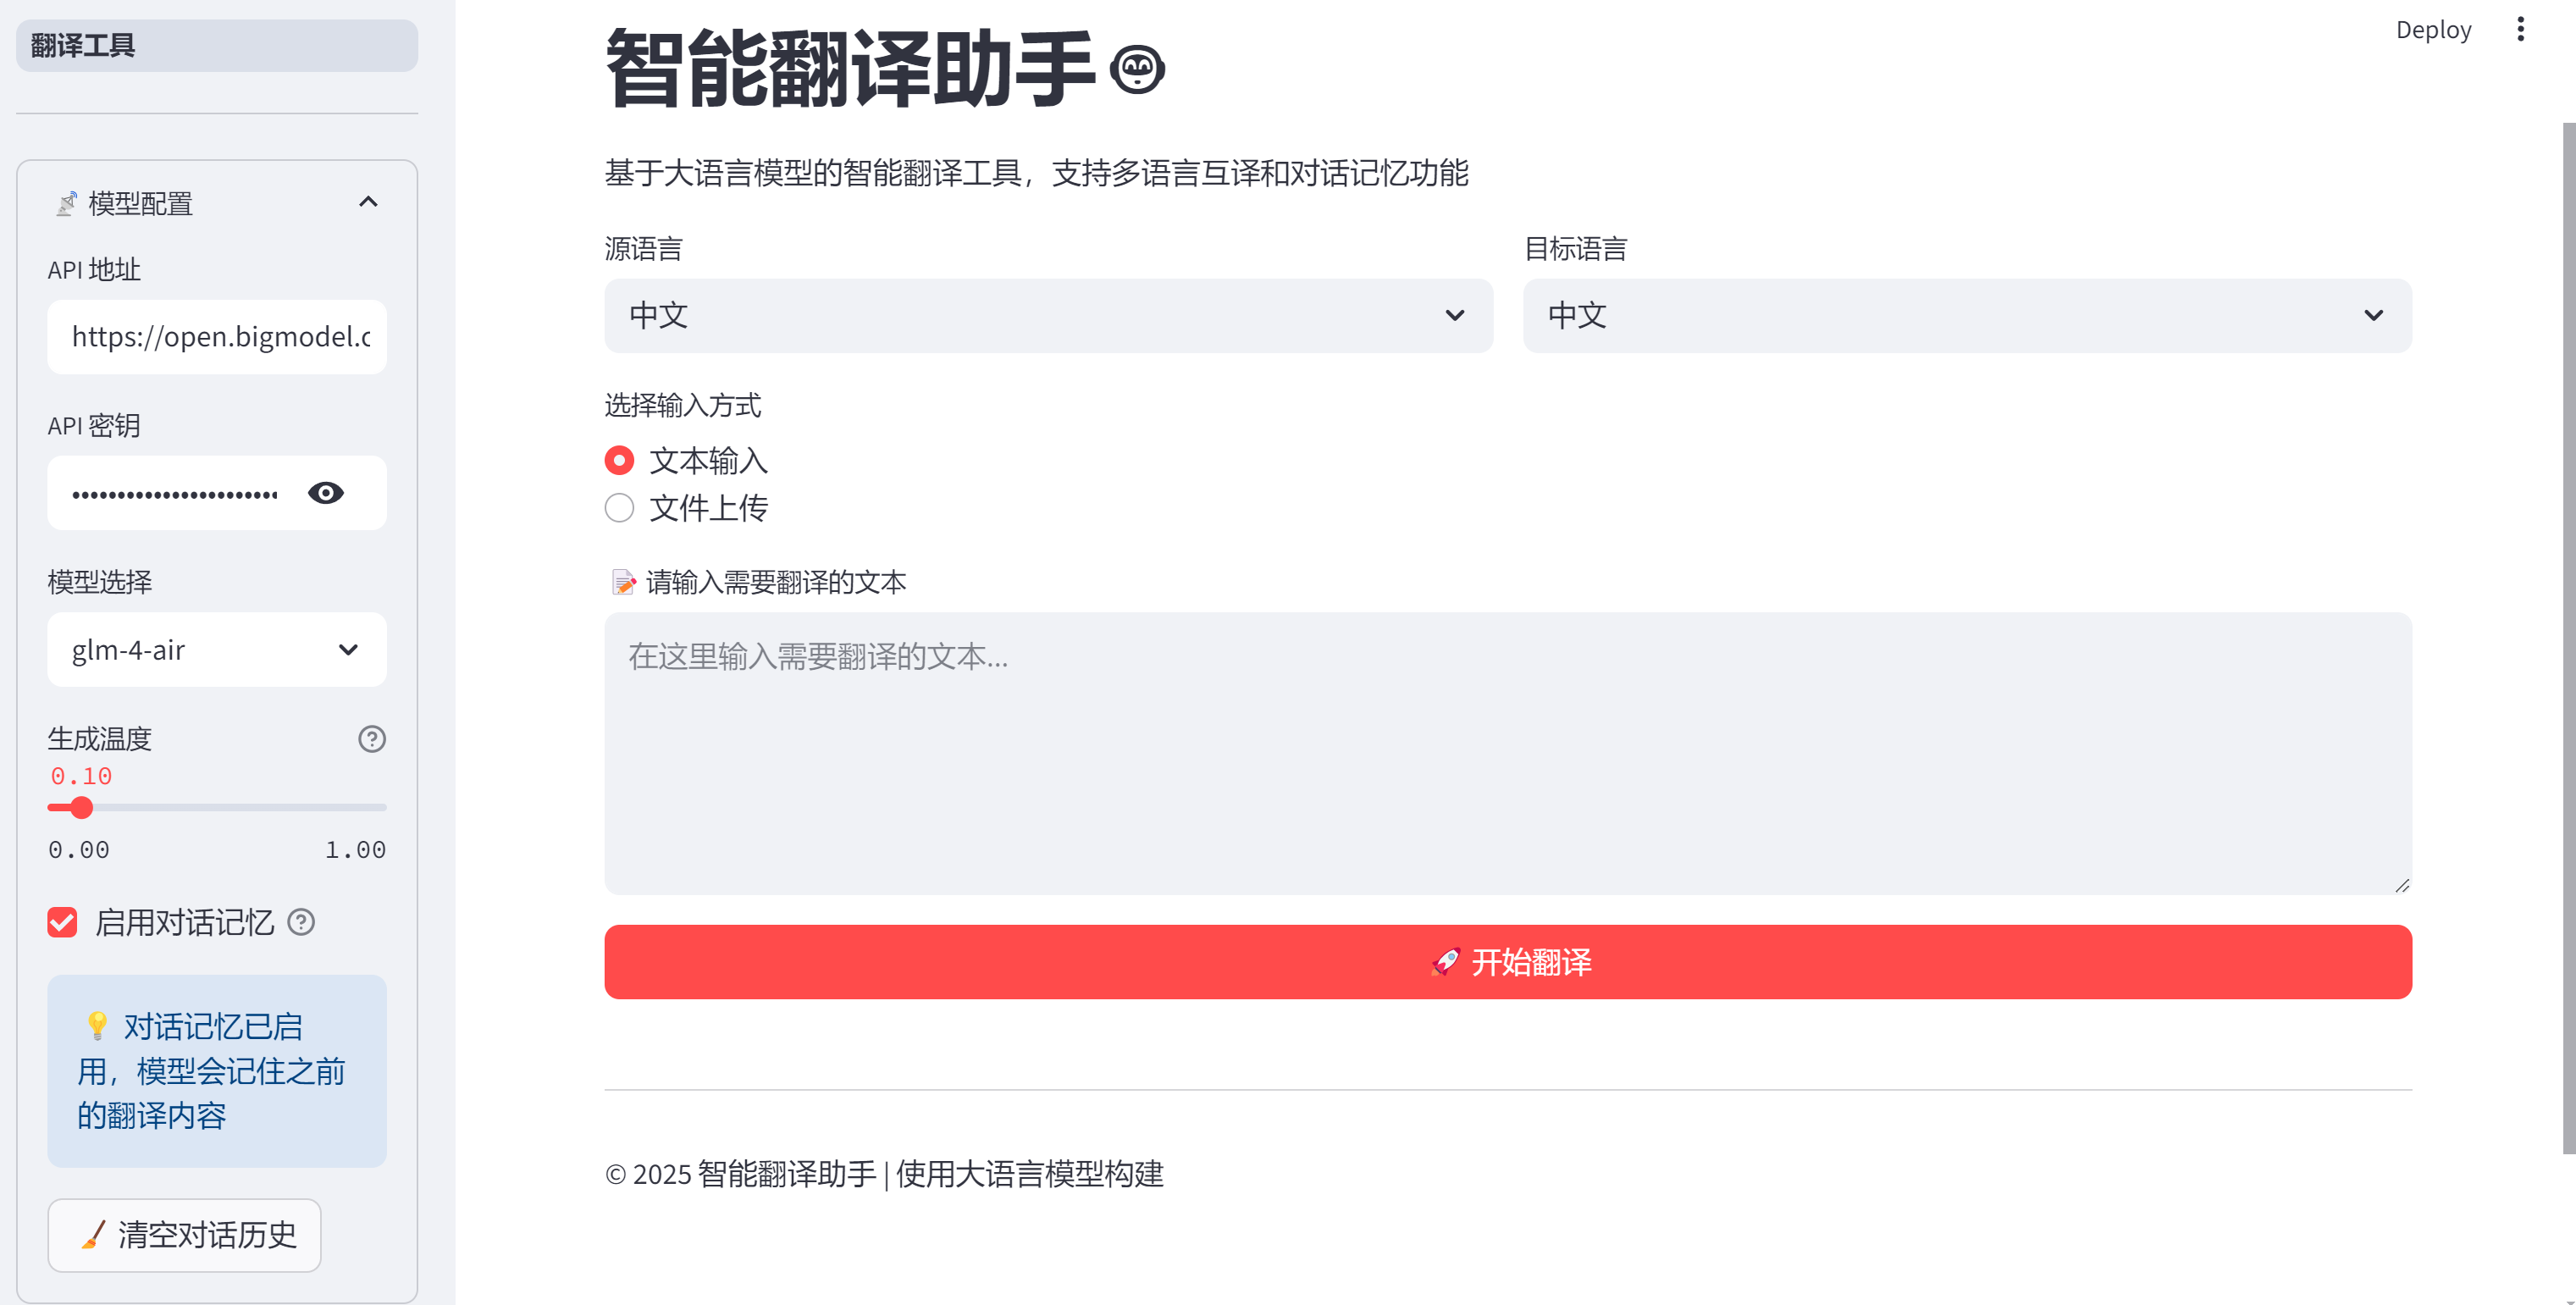 翻译工具
模型配置
API 地址
https://open.bigmodel.c
API 密钥
模型选择
glm-4-air
生成温度
0.10
0.00 1.00
启用对话记忆
对话记忆已启
用，模型会记住之前
的翻译内容
清空对话历史
Deploy
智能翻译助手
基于大语言模型的智能翻译工具，支持多语言互译和对话记忆功能
源语言
中文
目标语言
中文
选择输入方式
文本输入
文件上传
请输入需要翻译的文本
在这里输入需要翻译的文本...
开始翻译
© 2025 智能翻译助手 | 使用大语言模型构建